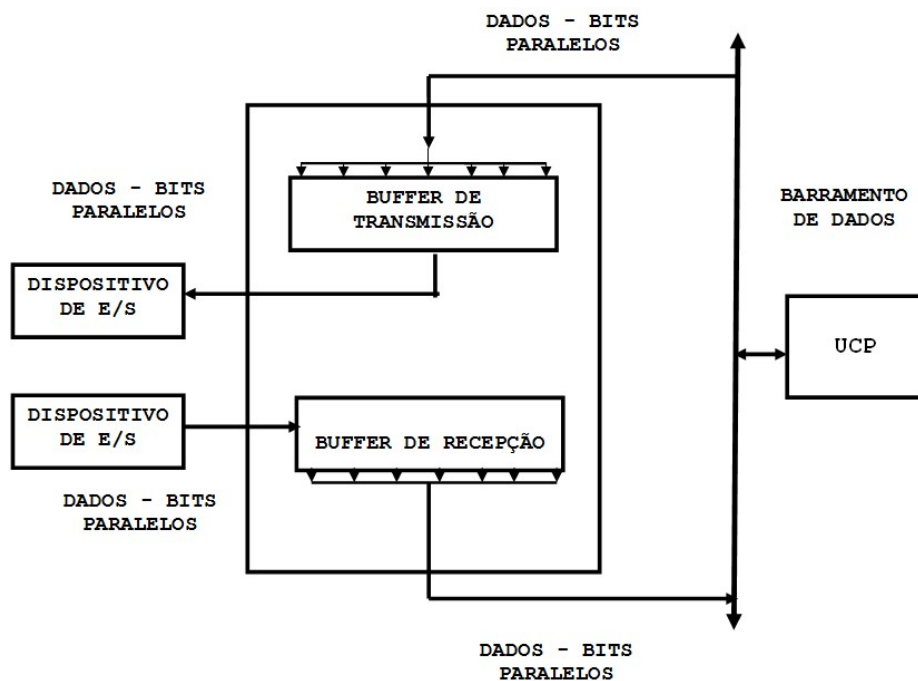 DADOS - BITS
PARALELOS
DADOS - BITS
PARALELOS
BUFFER DE
TRANSMISSÃO
BARRAMENTO
DE DADOS
DISPOSITIVO
DE E/S
UCP
DISPOSITIVO
DE E/S
BUFFER DE RECEPÇÃO
DADOS - BITS
PARALELOS
DADOS - BITS
PARALELOS